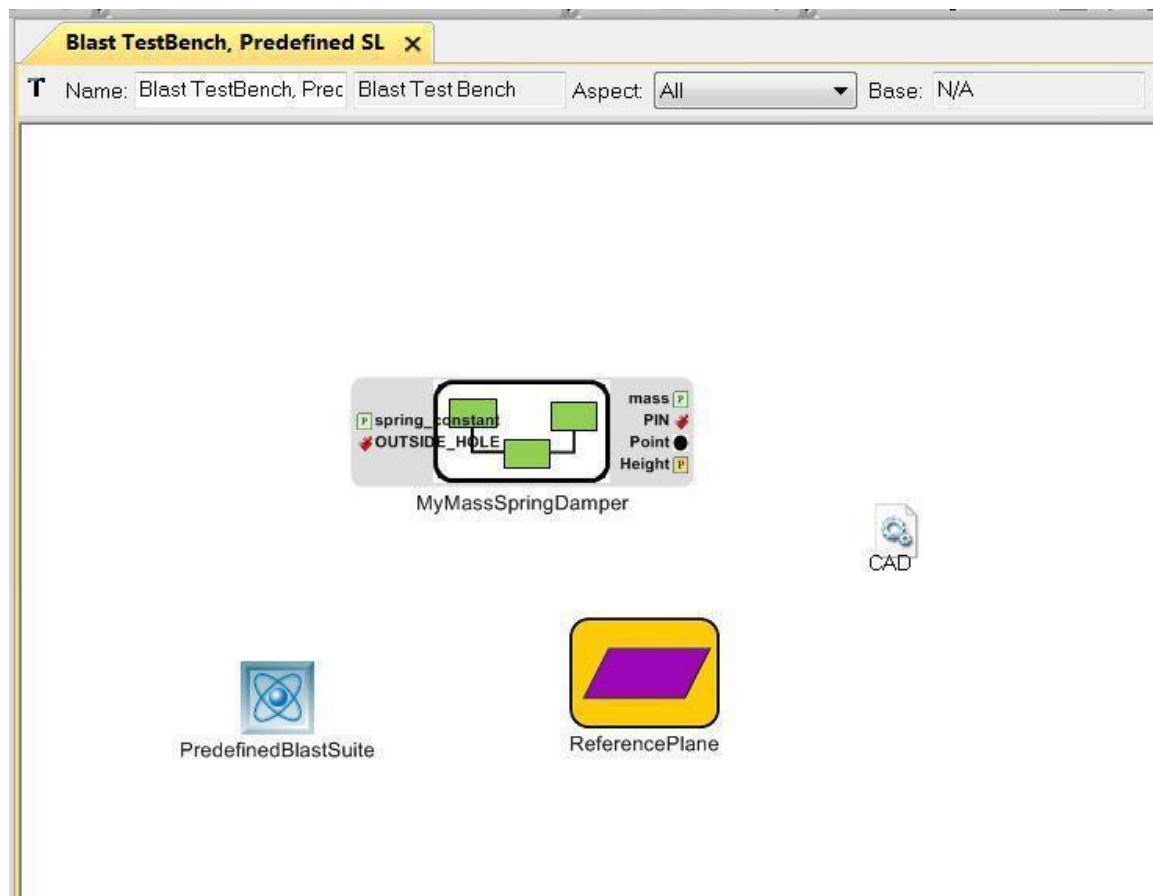 Blast TestBench, Predefined SL
T Name: Blast TestBench, Prec Blast Test Bench Aspect: All Base: N/A
mass P
P spring_constant
PIN
OUTSIDE_HOLE
Point
Height P
MyMassSpringDamper
CAD
PredefinedBlastSuite
ReferencePlane